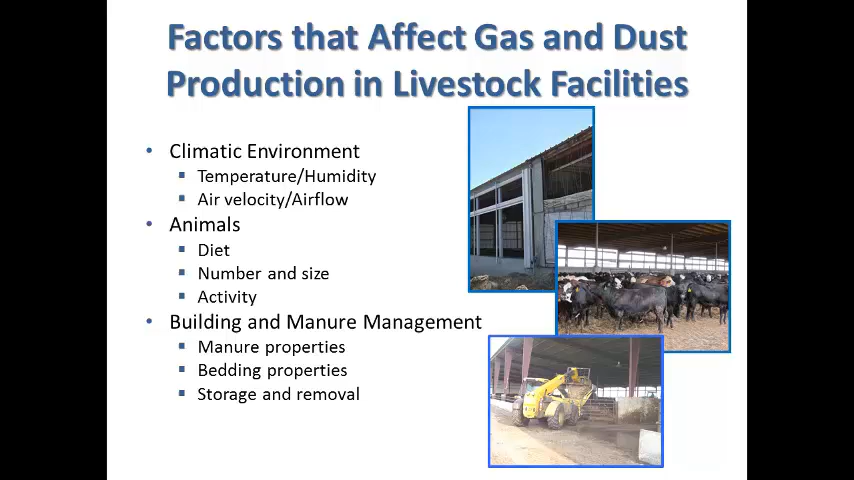 Factors that Affect Gas and Dust
Production in Livestock Facilities
• Climatic Environment
▪ Temperature/Humidity
▪ Air velocity/Airflow
• Animals
▪ Diet
▪ Number and size
▪ Activity
• Building and Manure Management
▪ Manure properties
▪ Bedding properties
▪ Storage and removal